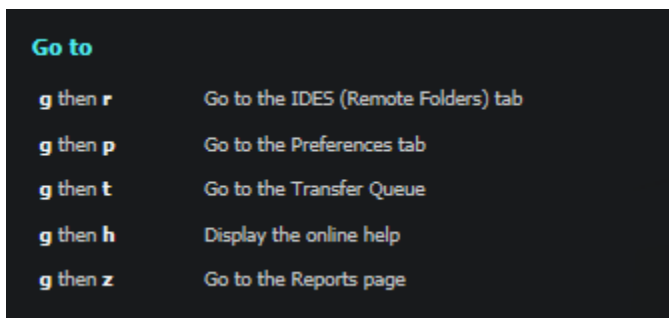 Go to
g then r Go to the IDES (Remote Folders) tab
g then p Go to the Preferences tab
g then t Go to the Transfer Queue
g then h Display the online help
g then z Go to the Reports page